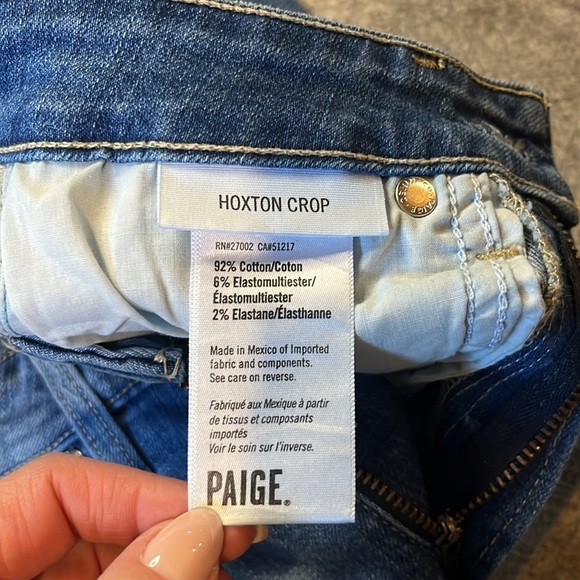 HOXTON CROP
RN#27002 CA#51217
92% Cotton/Coton
6% Elastomultiester/
Élastomultiester
2% Elastane/Élasthanne
Made in Mexico of Imported
fabric and components.
See care on reverse.
Fabriqué aux Mexique à partir
de tissus et composants
importés
Voir le soin sur l'inverse.
PAIGE.
PAIGE